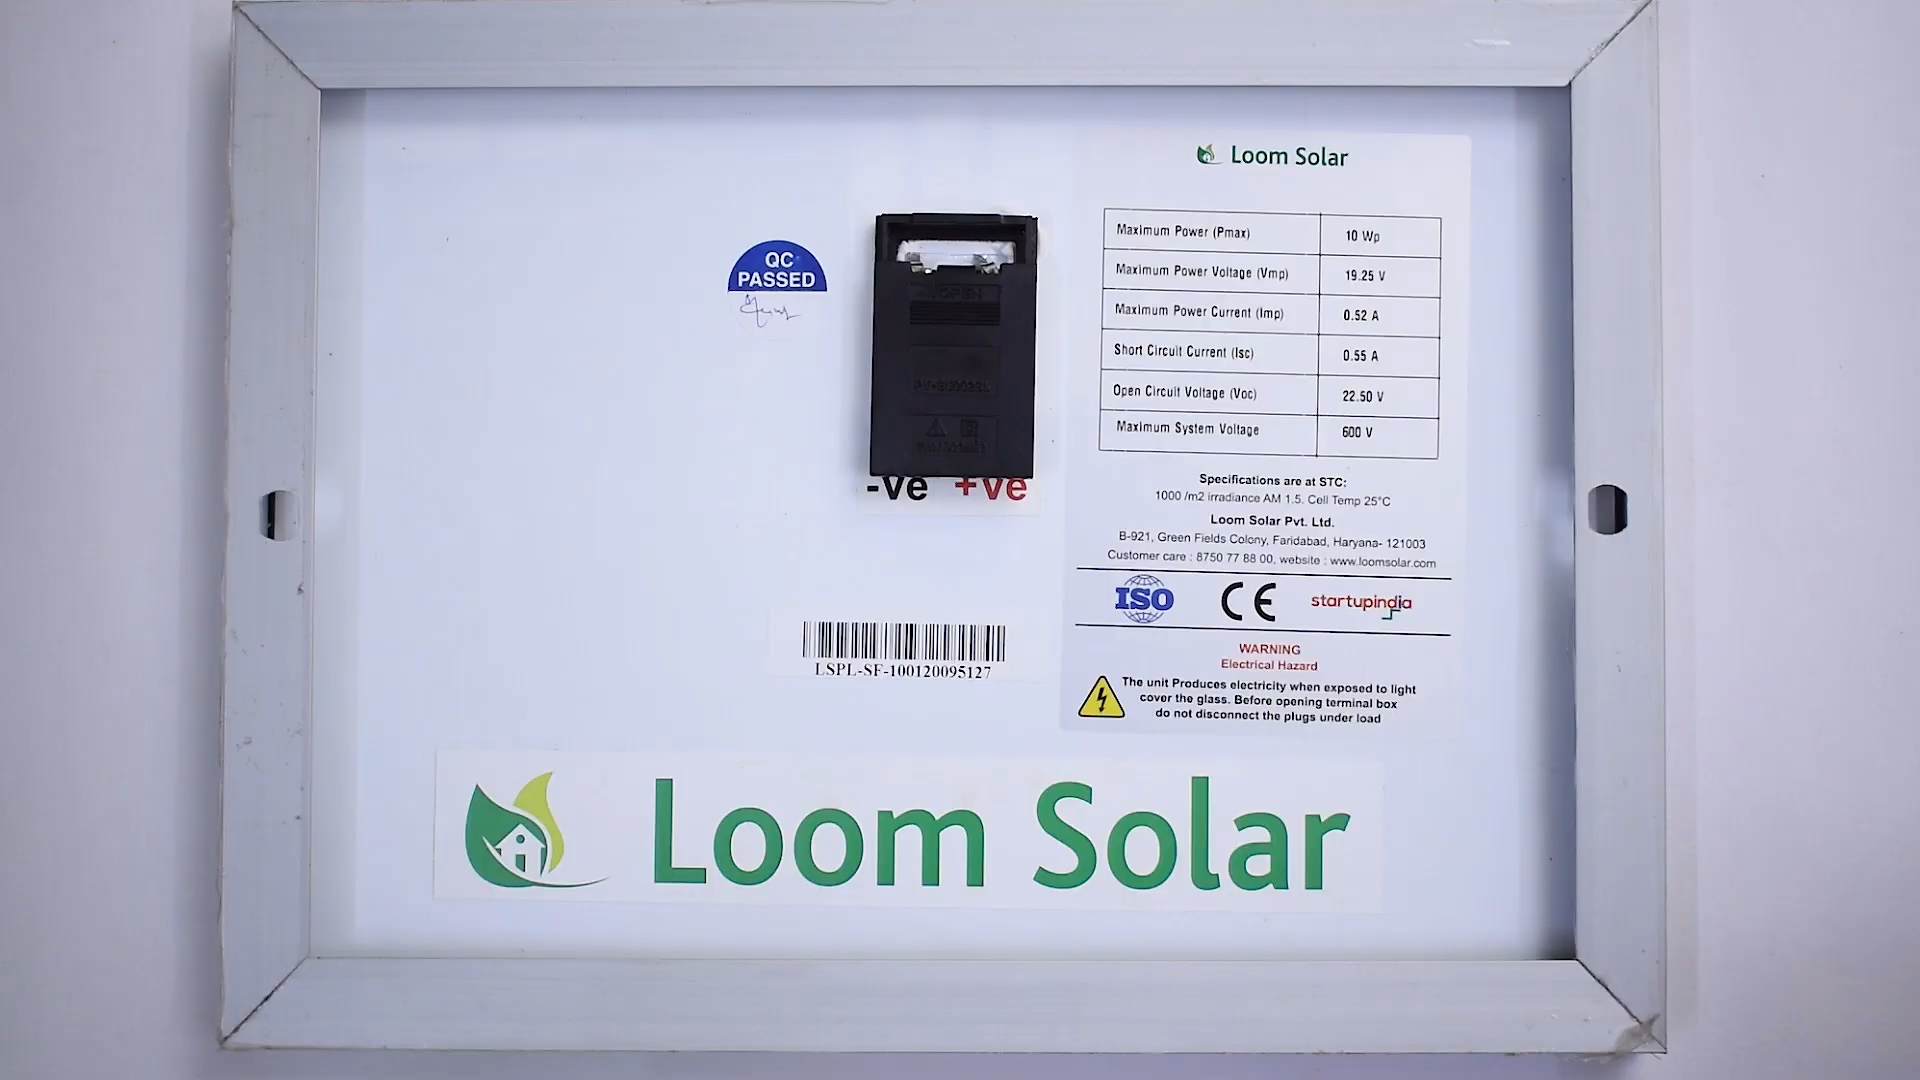 Loom Solar
Maximum Power (Pmax) 10 Wp
Maximum Power Voltage (Vmp) 19.25 V
Maximum Power Current (Imp) 0.52 A
Short Circuit Current (Isc) 0.55 A
Open Circuit Voltage (Voc) 22.50 V
Maximum System Voltage 600 V
Specifications are at STC:
1000 /m2 irradiance AM 1.5. Cell Temp 25°C
Loom Solar Pvt. Ltd.
B-921, Green Fields Colony, Faridabad, Haryana- 121003
Customer care : 8750 77 88 00, website : www.loomsolar.com
ISO CE startupindia
WARNING
Electrical Hazard
The unit Produces electricity when exposed to light
cover the glass. Before opening terminal box
do not disconnect the plugs under load
QC
PASSED
OPEN
-ve +ve
LSPL-SF-100120095127
Loom Solar